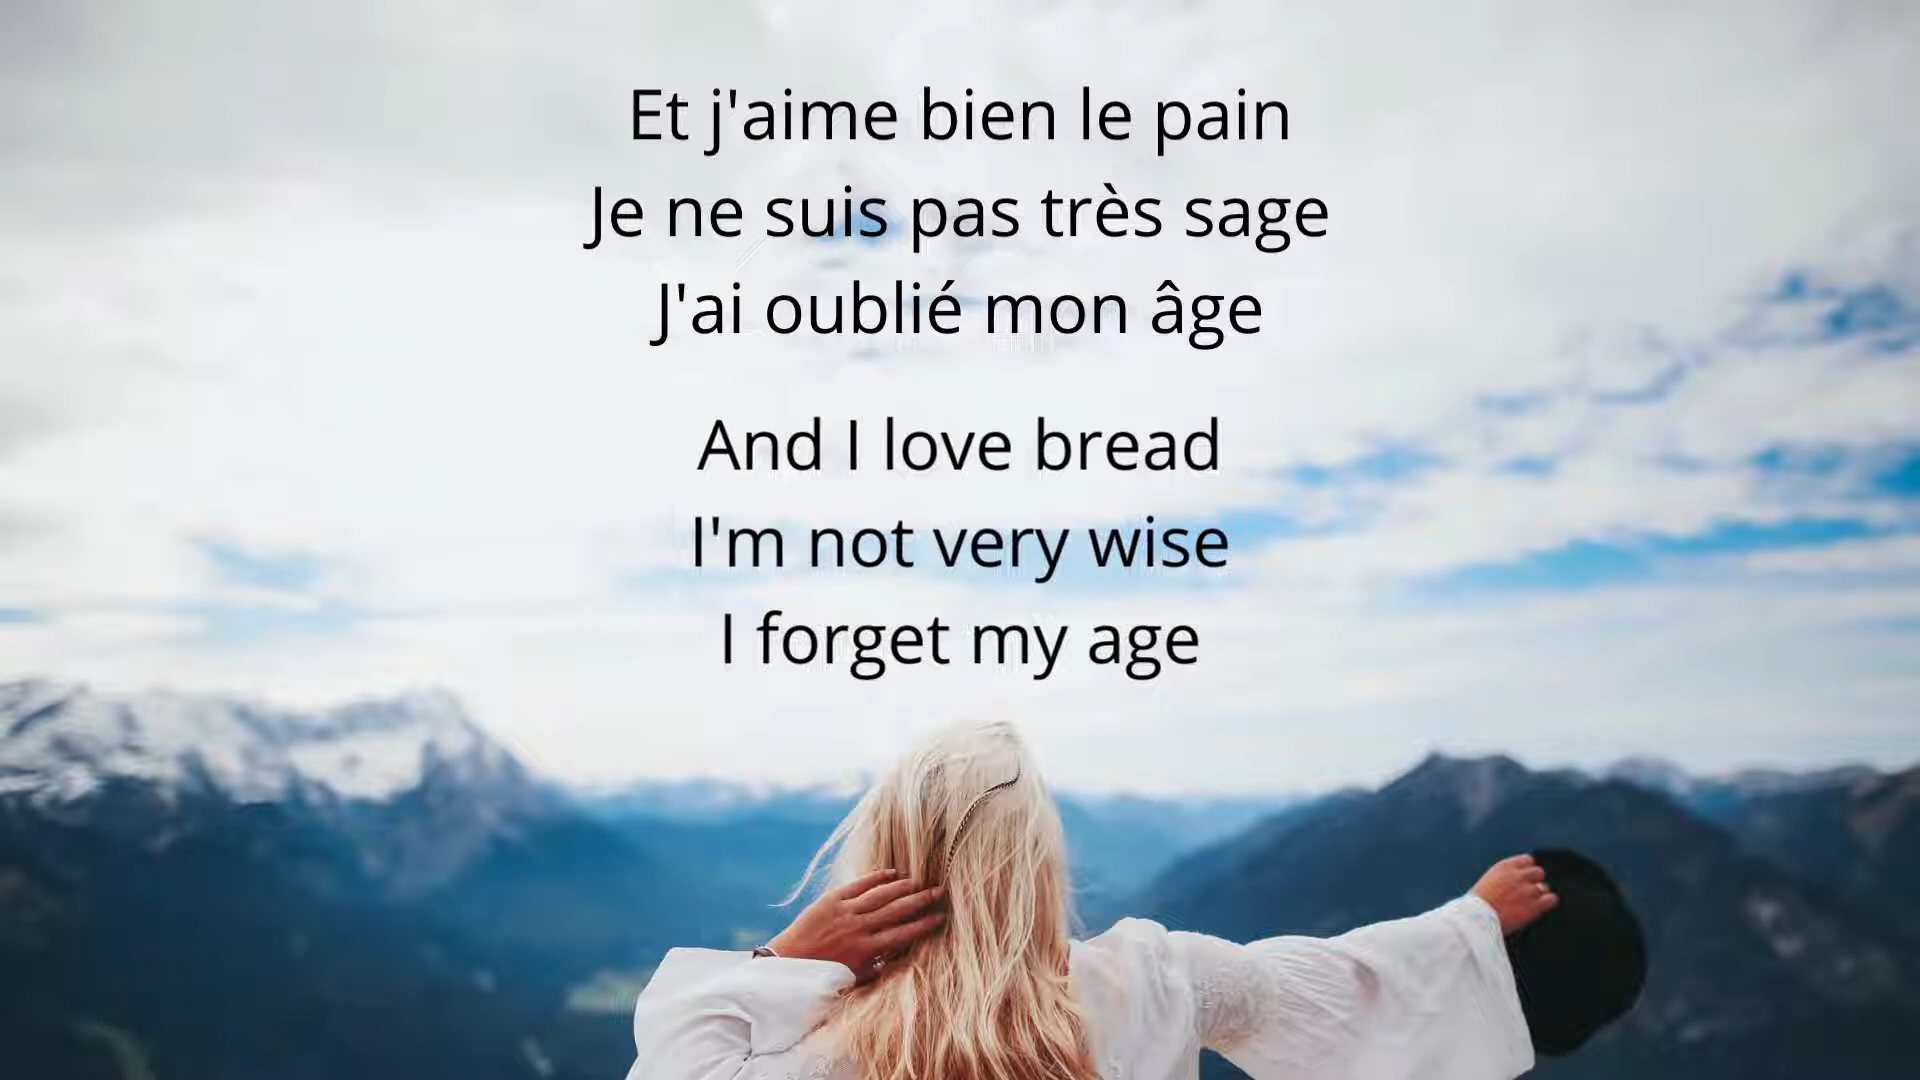 Et j'aime bien le pain
Je ne suis pas très sage
J'ai oublié mon âge
And I love bread
I'm not very wise
I forget my age